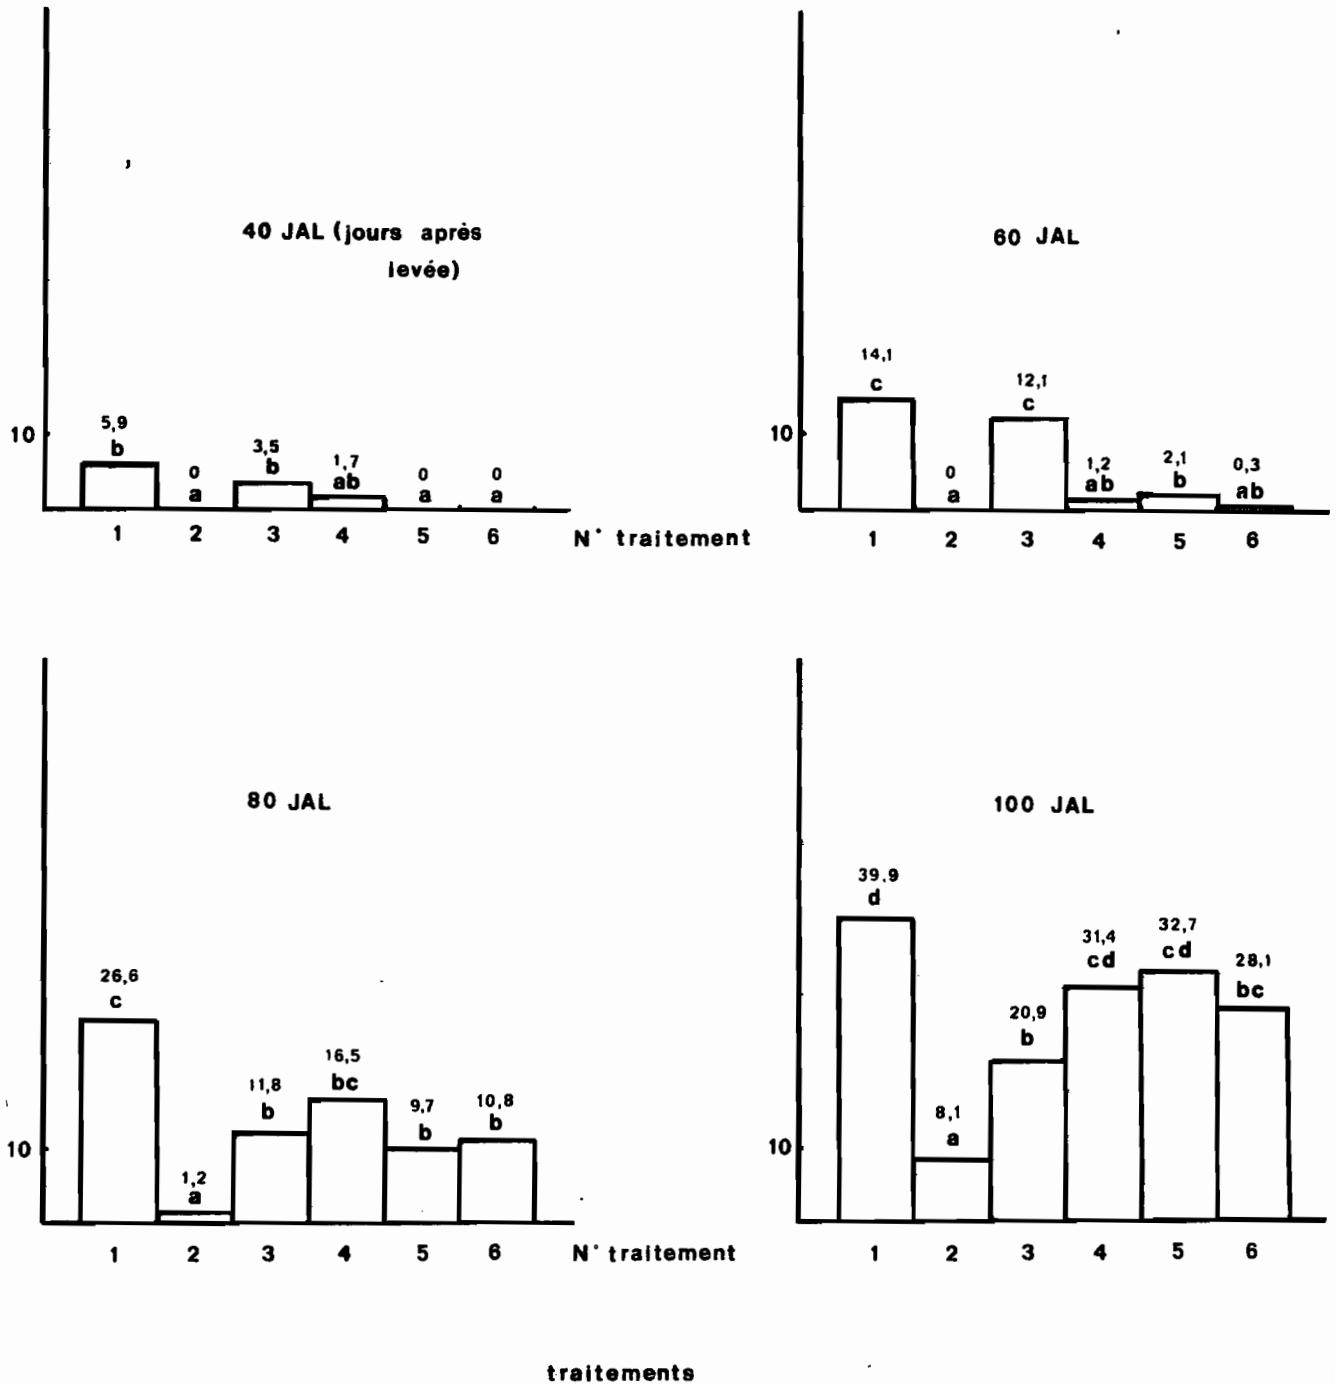 40 JAL (jours après
levée)
5,9
b
0
a
3,5
b
1,7
ab
0
a
0
a
10
1 2 3 4 5 6 N° traitement
60 JAL
14,1
c
0
a
12,1
c
1,2
ab
2,1
b
0,3
ab
10
1 2 3 4 5 6
80 JAL
26,6
c
1,2
a
11,8
b
16,5
bc
9,7
b
10,8
b
10
1 2 3 4 5 6 N° traitement
100 JAL
39,9
d
8,1
a
20,9
b
31,4
cd
32,7
cd
28,1
bc
10
1 2 3 4 5 6
traitements